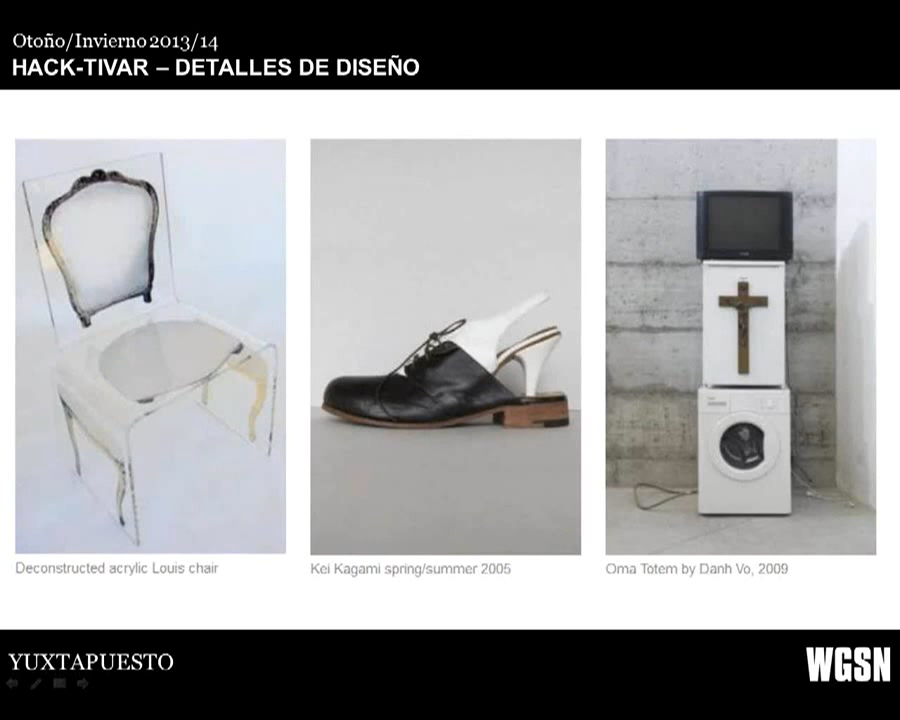 Otoño/Invierno 2013/14
HACK-TIVAR – DETALLES DE DISEÑO
Deconstructed acrylic Louis chair
Kei Kagami spring/summer 2005
Oma Totem by Danh Vo, 2009
YUXTAPUESTO
WGSN